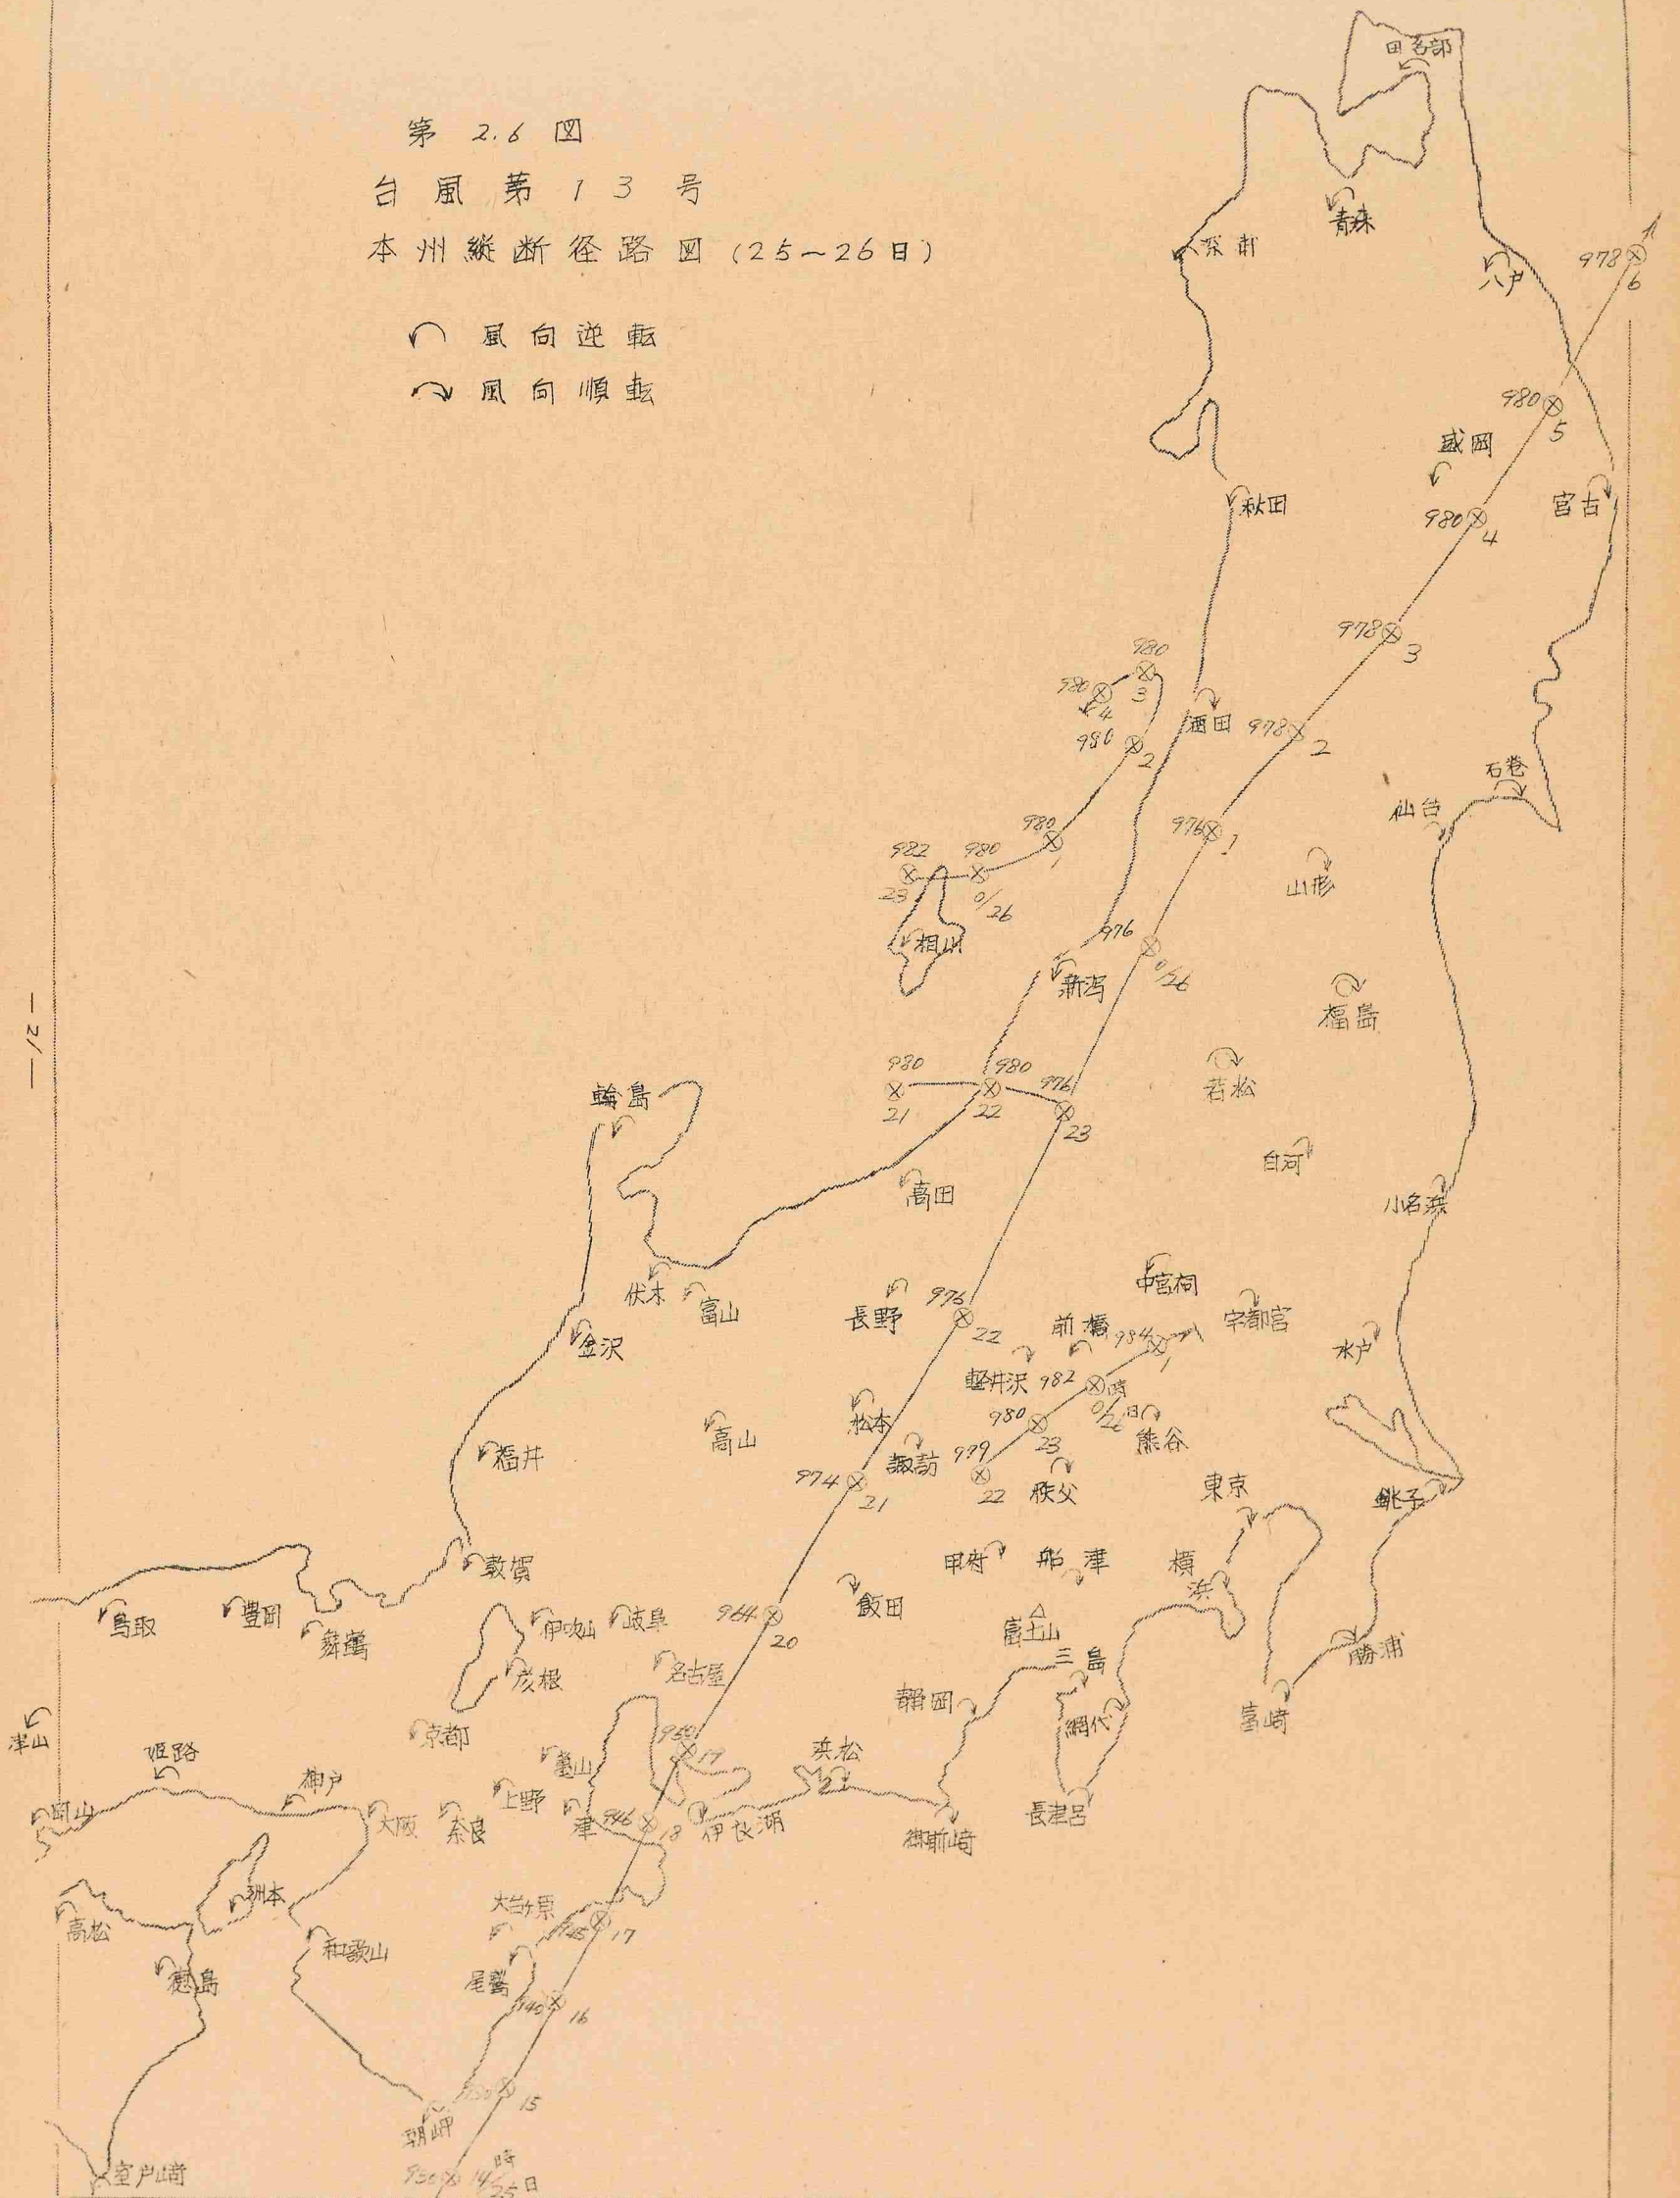 第 2.6 図
台風第13号
本州縦断径路図(25~26日)
風向逆転
風向順転
田名部
青森
深浦
八戸
978
6
980
5
盛岡
秋田
宮古
980
4
978
3
980
3
980
4
酒田
978
2
980
2
石巻
仙台
980
1
976
1
982
23
980
0/26
山形
相川
976
0/26
新潟
福島
若松
980
21
980
22
976
23
輪島
白河
高田
小名浜
伏木
富山
中宮祠
長野
976
22
前橋
984
1
宇都宮
水戸
金沢
軽井沢
982
時
0/26日
松本
980
23
熊谷
高山
諏訪
979
22
秩父
福井
974
21
東京
銚子
敦賀
甲府
船津
横浜
飯田
鳥取
豊岡
舞鶴
伊吹山
岐阜
964
20
富士山
三島
勝浦
彦根
名古屋
静岡
網代
富崎
津山
京都
亀山
950
19
浜松
姫路
神戸
上野
岡山
大阪
奈良
津
946
18
伊良湖
御前崎
長津呂
洲本
大台ケ原
945
17
高松
和歌山
徳島
尾鷲
940
16
15
潮岬
室戸崎
930
14時
25日
—21—